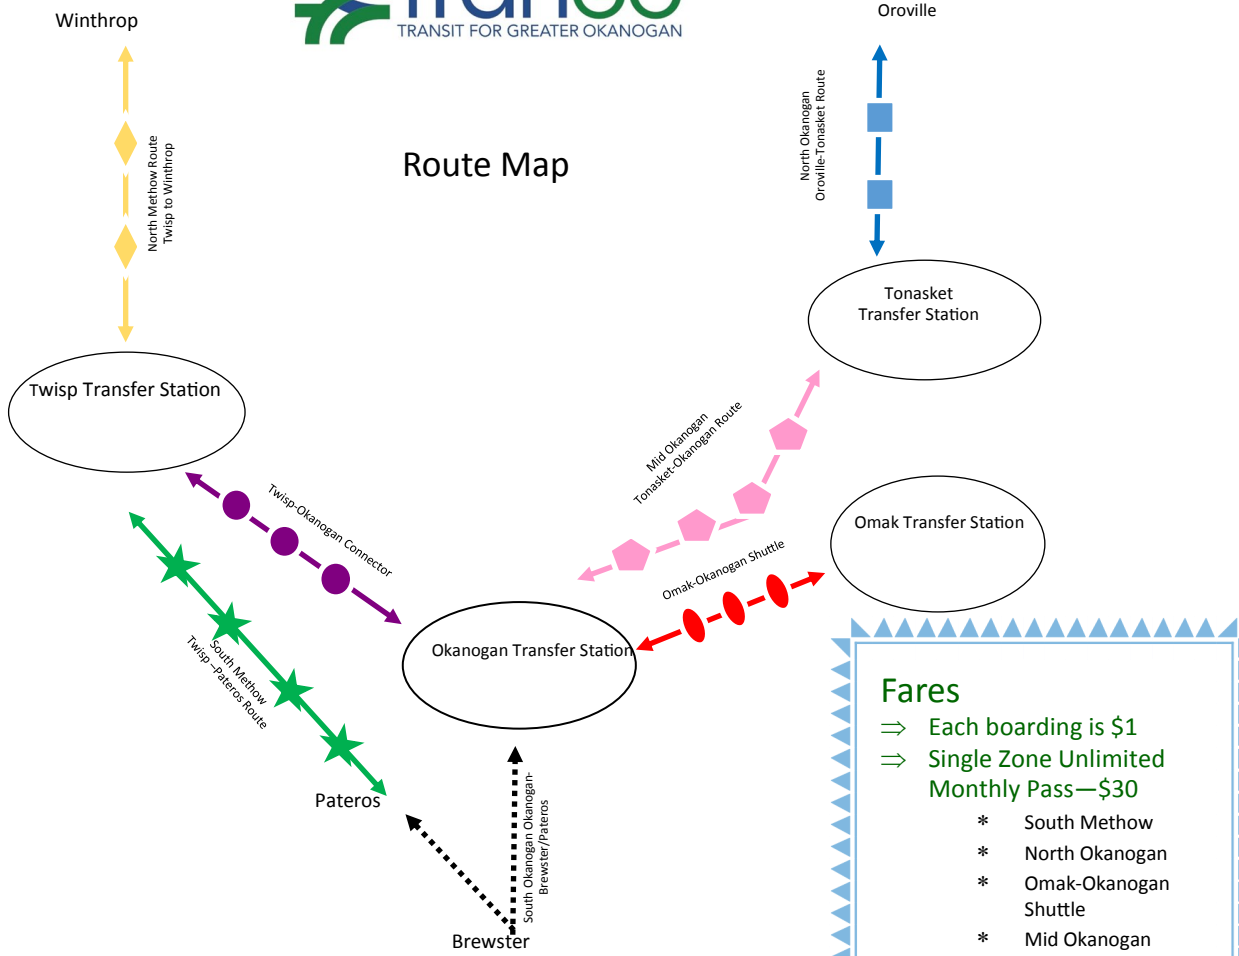 TRANSIT FOR GREATER OKANOGAN
Winthrop
Oroville
Route Map
North Methow Route
Twisp to Winthrop
North Okanogan
Oroville-Tonasket Route
Tonasket
Transfer Station
Twisp Transfer Station
Mid Okanogan
Tonasket-Okanogan Route
Twisp-Okanogan Connector
Omak Transfer Station
Omak-Okanogan Shuttle
South Methow
Twisp –Pateros Route
Okanogan Transfer Station
Pateros
South Okanogan Okanogan-
Brewster/Pateros
Brewster
Fares
⇒ Each boarding is $1
⇒ Single Zone Unlimited
Monthly Pass—$30
* South Methow
* North Okanogan
* Omak-Okanogan
Shuttle
* Mid Okanogan